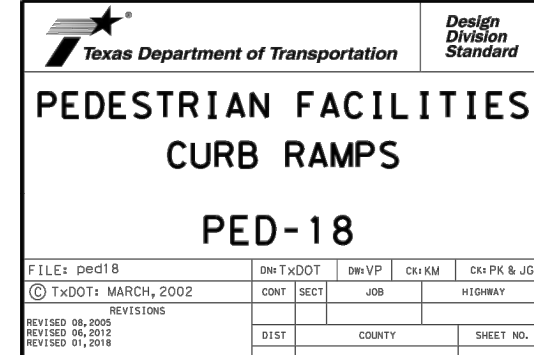 ®
Texas Department of Transportation
Design
Division
Standard
PEDESTRIAN FACILITIES
CURB RAMPS
PED-18
FILE: ped18 DN: TxDOT DW: VP CK: KM CK: PK & JG
© TxDOT: MARCH, 2002 CONT SECT JOB HIGHWAY
REVISIONS
REVISED 08, 2005
REVISED 06, 2012
REVISED 01, 2018
DIST COUNTY SHEET NO.